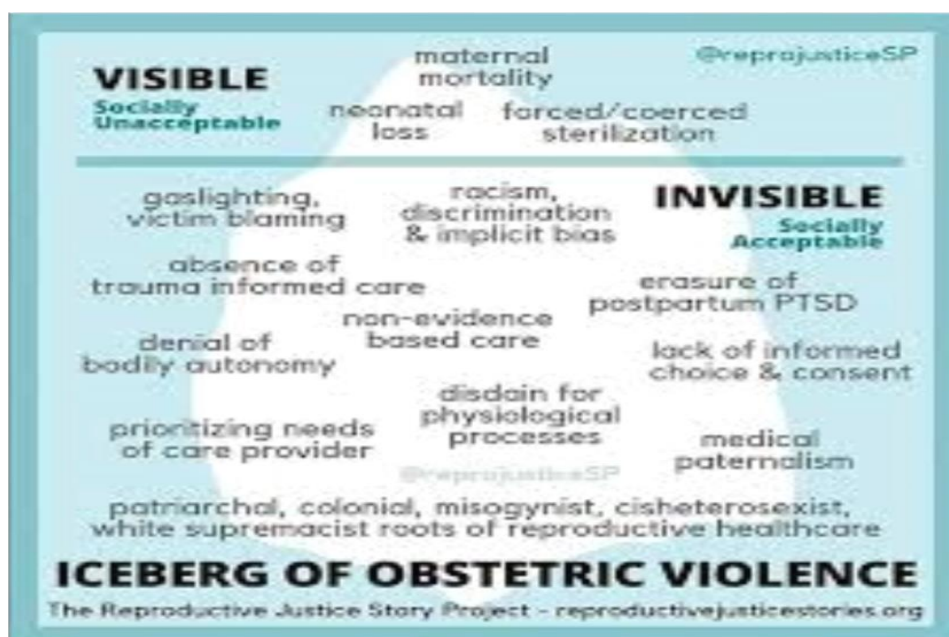 @reprojusticeSP
VISIBLE
Socially
Unacceptable
maternal
mortality
neonatal
loss
forced/coerced
sterilization
gaslighting,
victim blaming
racism,
discrimination
& implicit bias
INVISIBLE
Socially
Acceptable
absence of
trauma informed care
erasure of
postpartum PTSD
non-evidence
based care
denial of
bodily autonomy
lack of informed
choice & consent
disdain for
physiological
processes
prioritizing needs
of care provider
medical
paternalism
@reprojusticeSP
patriarchal, colonial, misogynist, cisheterosexist,
white supremacist roots of reproductive healthcare
ICEBERG OF OBSTETRIC VIOLENCE
The Reproductive Justice Story Project - reproductivejusticestories.org